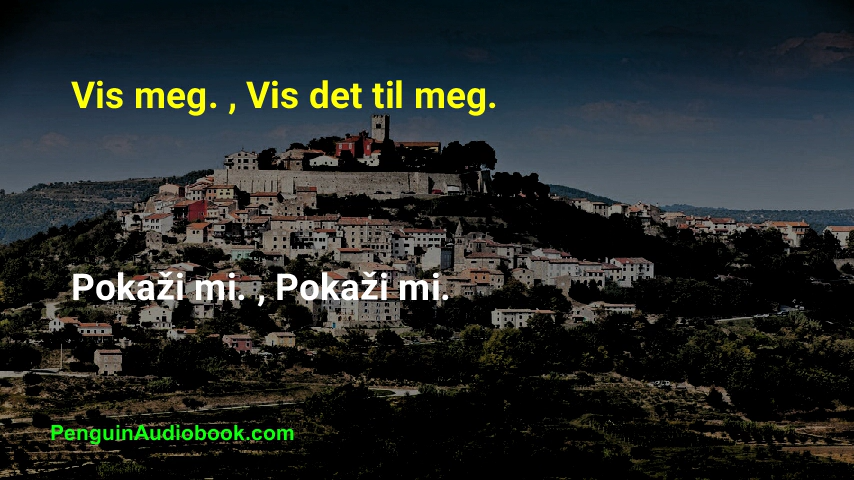 Vis meg. , Vis det til meg.
Pokaži mi. , Pokaži mi.
PenguinAudiobook.com